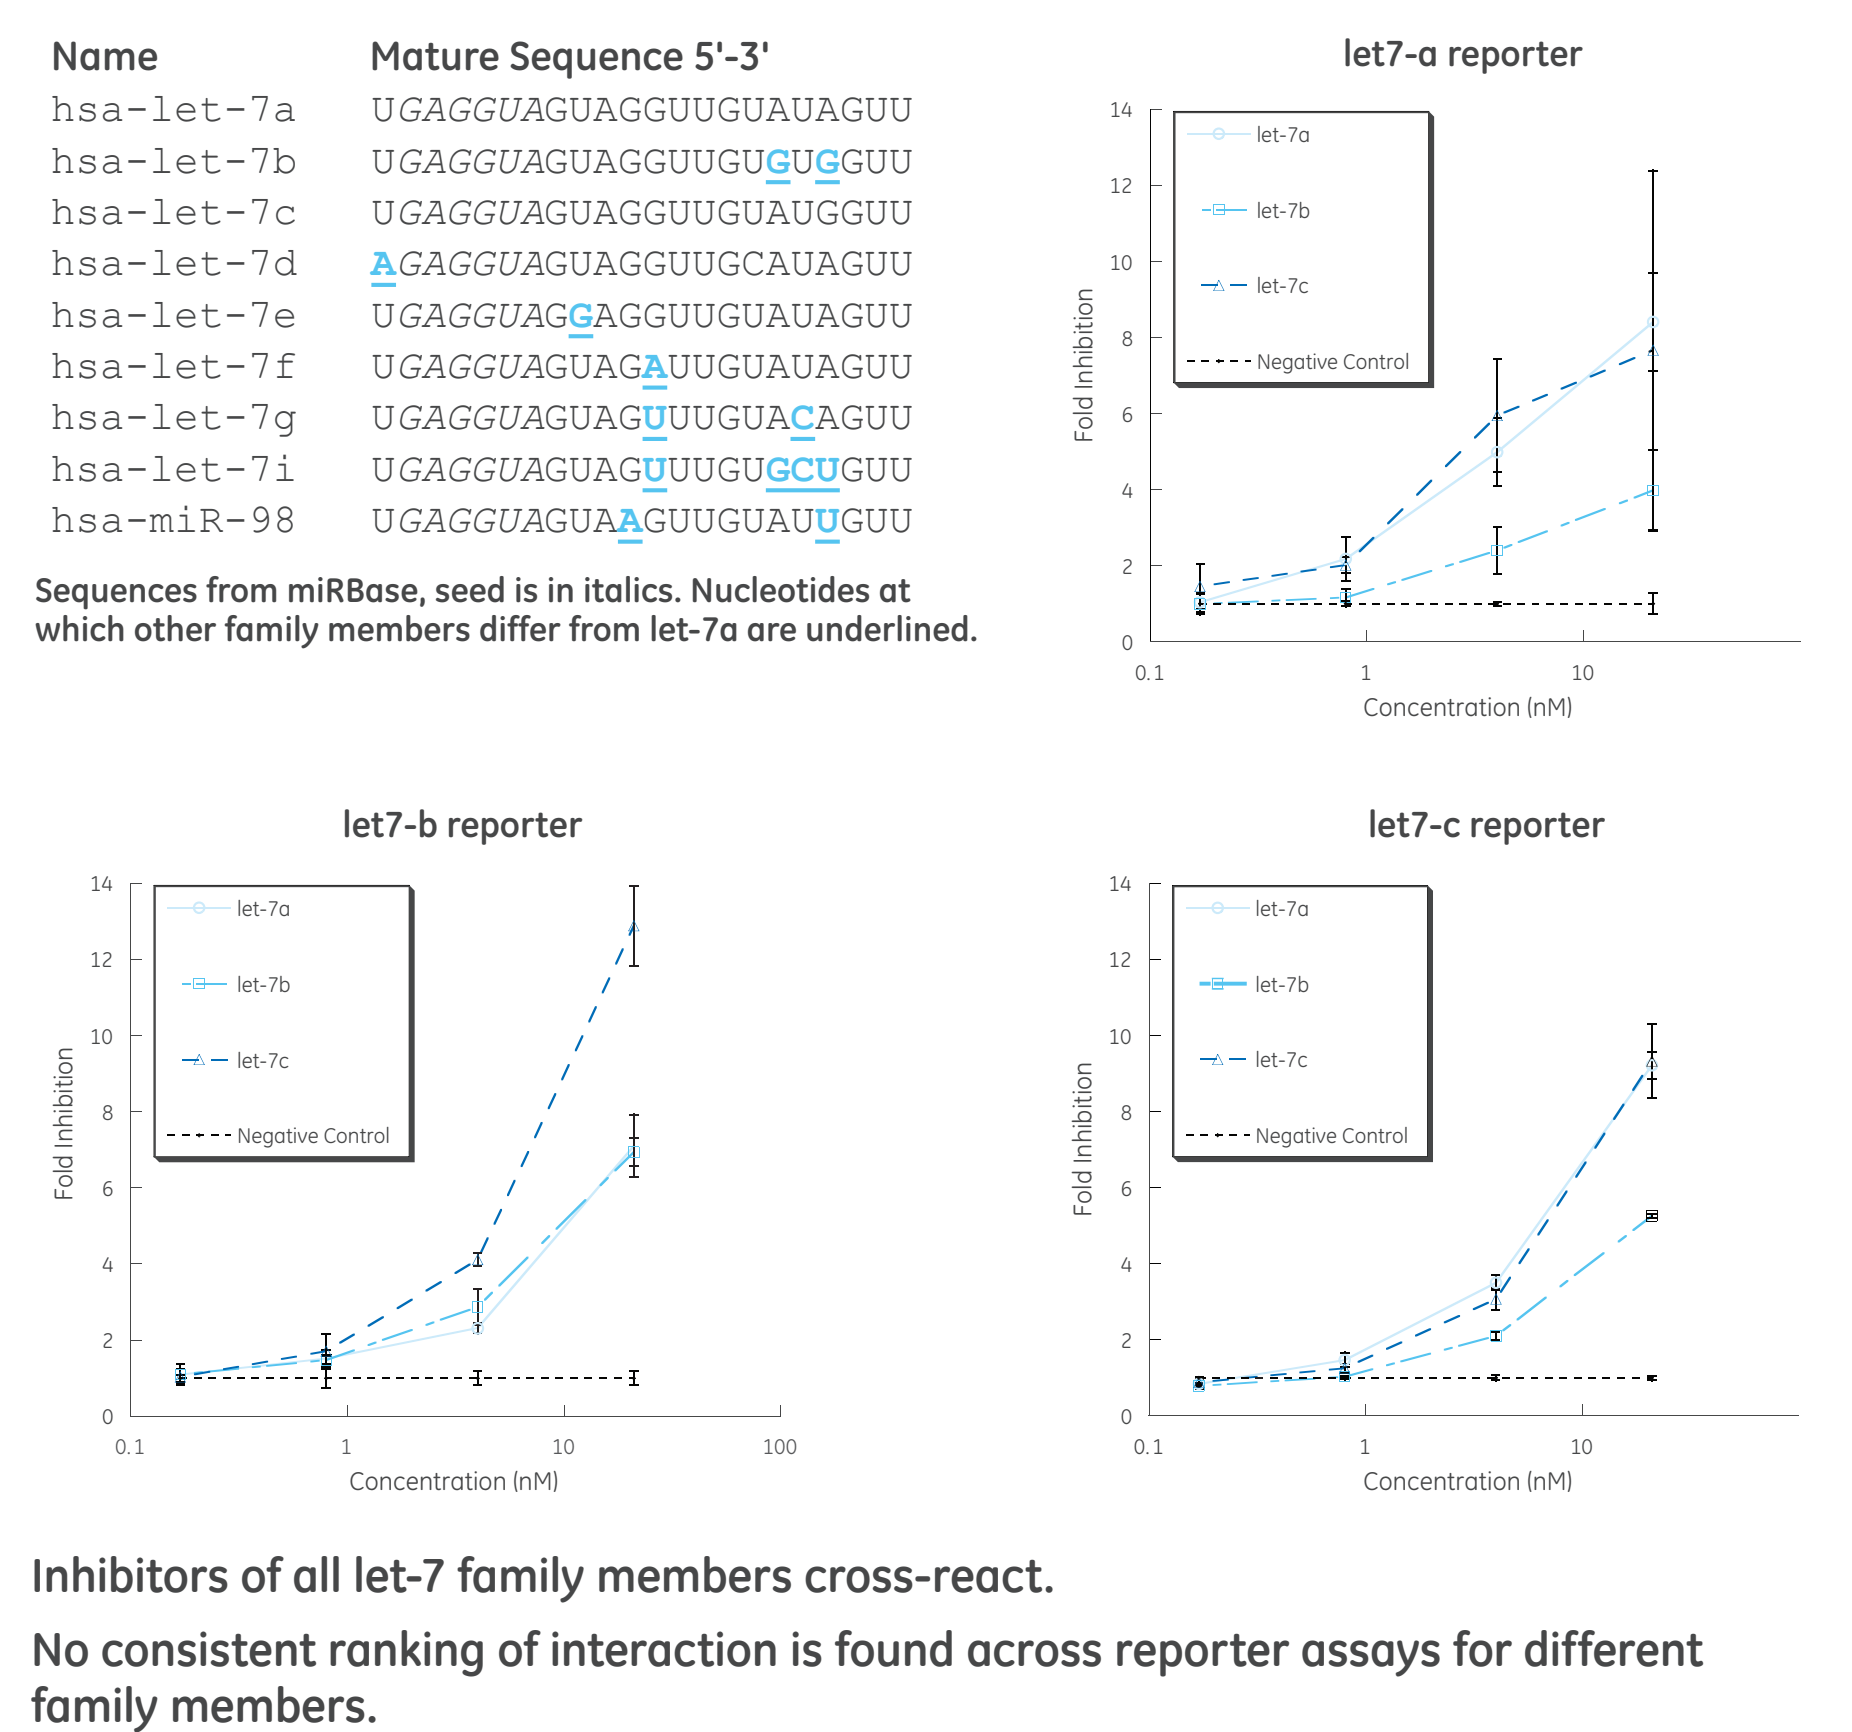 Name Mature Sequence 5'-3'
hsa-let-7a UGAGGUAGUAGGUUGUAUAGUU
hsa-let-7b UGAGGUAGUAGGUUGUGUGGUU
hsa-let-7c UGAGGUAGUAGGUUGUAUGGUU
hsa-let-7d AGAGGUAGUAGGUUGCAUAGUU
hsa-let-7e UGAGGUAGGAGGUUGUAUAGUU
hsa-let-7f UGAGGUAGUAGAUUGUAUAGUU
hsa-let-7g UGAGGUAGUAGUUUGUACAGUU
hsa-let-7i UGAGGUAGUAGUUUGUGCUGUU
hsa-miR-98 UGAGGUAGUAAGUUGUAUUGUU
Sequences from miRBase, seed is in italics. Nucleotides at
which other family members differ from let-7a are underlined.
let7-a reporter
14
12
10
8
6
4
2
0
Fold Inhibition
let-7a
let-7b
let-7c
Negative Control
0.1 1 10
Concentration (nM)
let7-b reporter
14
12
10
8
6
4
2
0
Fold Inhibition
let-7a
let-7b
let-7c
Negative Control
0.1 1 10 100
Concentration (nM)
let7-c reporter
14
12
10
8
6
4
2
0
Fold Inhibition
let-7a
let-7b
let-7c
Negative Control
0.1 1 10
Concentration (nM)
Inhibitors of all let-7 family members cross-react.
No consistent ranking of interaction is found across reporter assays for different
family members.